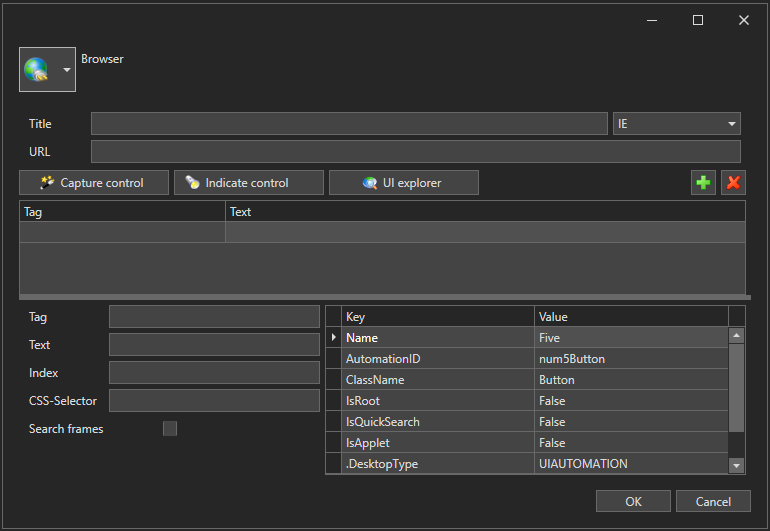 Browser
Title IE
URL
Capture control Indicate control UI explorer
Tag Text
Tag
Text
Index
CSS-Selector
Search frames
Key Value
Name Five
AutomationID num5Button
ClassName Button
IsRoot False
IsQuickSearch False
IsApplet False
.DesktopType UIAUTOMATION
OK Cancel